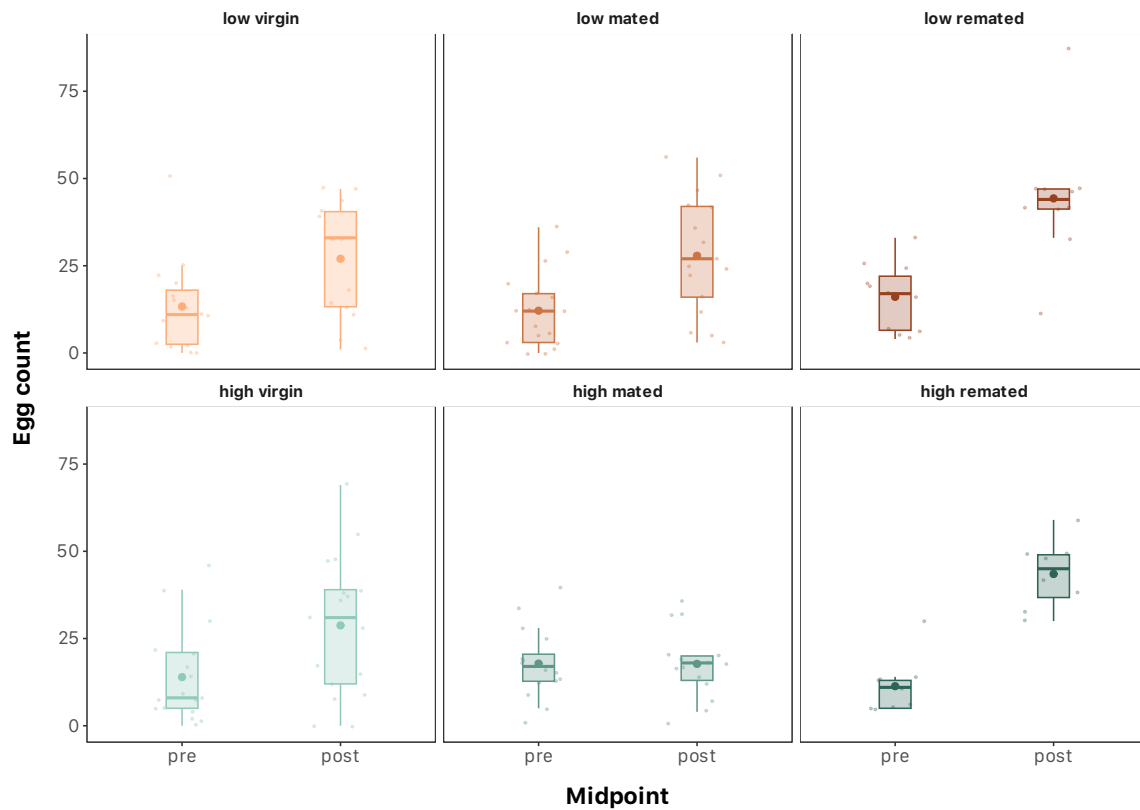 low virgin
low mated
low remated
75
50
25
0
high virgin
high mated
high remated
75
50
25
0
pre
post
pre
post
pre
post
Egg count
Midpoint